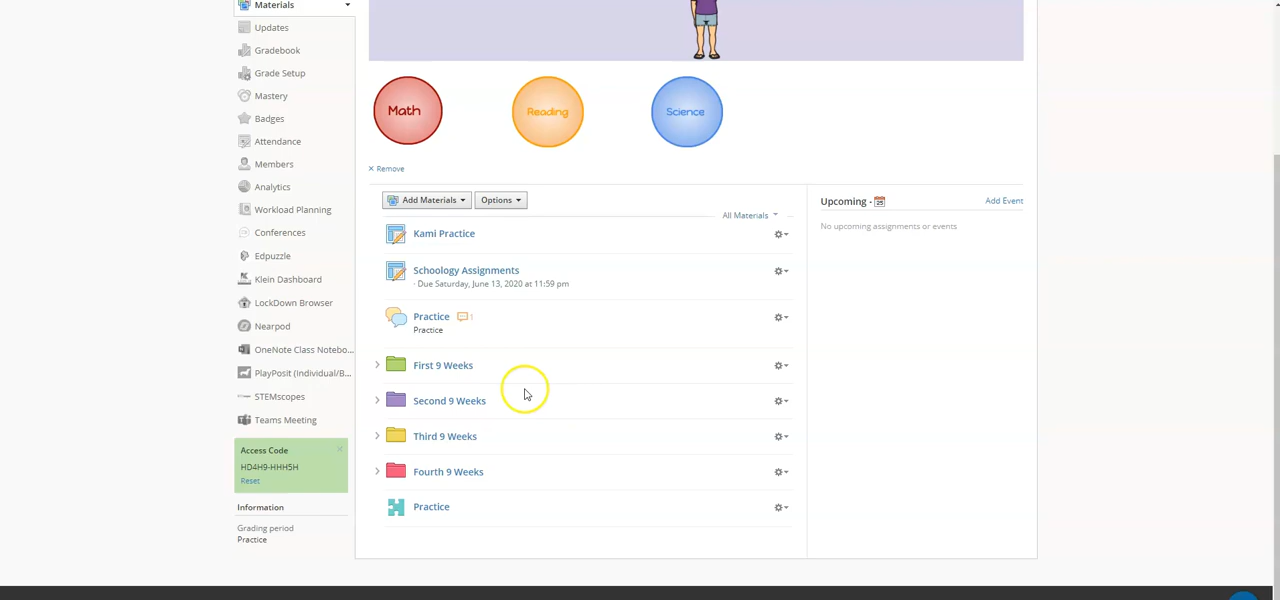 Materials
Updates
Gradebook
Grade Setup
Mastery
Badges
Attendance
Members
Analytics
Workload Planning
Conferences
Edpuzzle
Klein Dashboard
LockDown Browser
Nearpod
OneNote Class Notebo...
PlayPosit (Individual/B...
STEMscopes
Teams Meeting
Access Code
HD4H9-HHH5H
Reset
Information
Grading period
Practice
Math
Reading
Science
× Remove
Add Materials
Options
All Materials
Kami Practice
Schoology Assignments
· Due Saturday, June 13, 2020 at 11:59 pm
Practice 1
Practice
First 9 Weeks
Second 9 Weeks
Third 9 Weeks
Fourth 9 Weeks
Practice
Upcoming · Add Event
No upcoming assignments or events